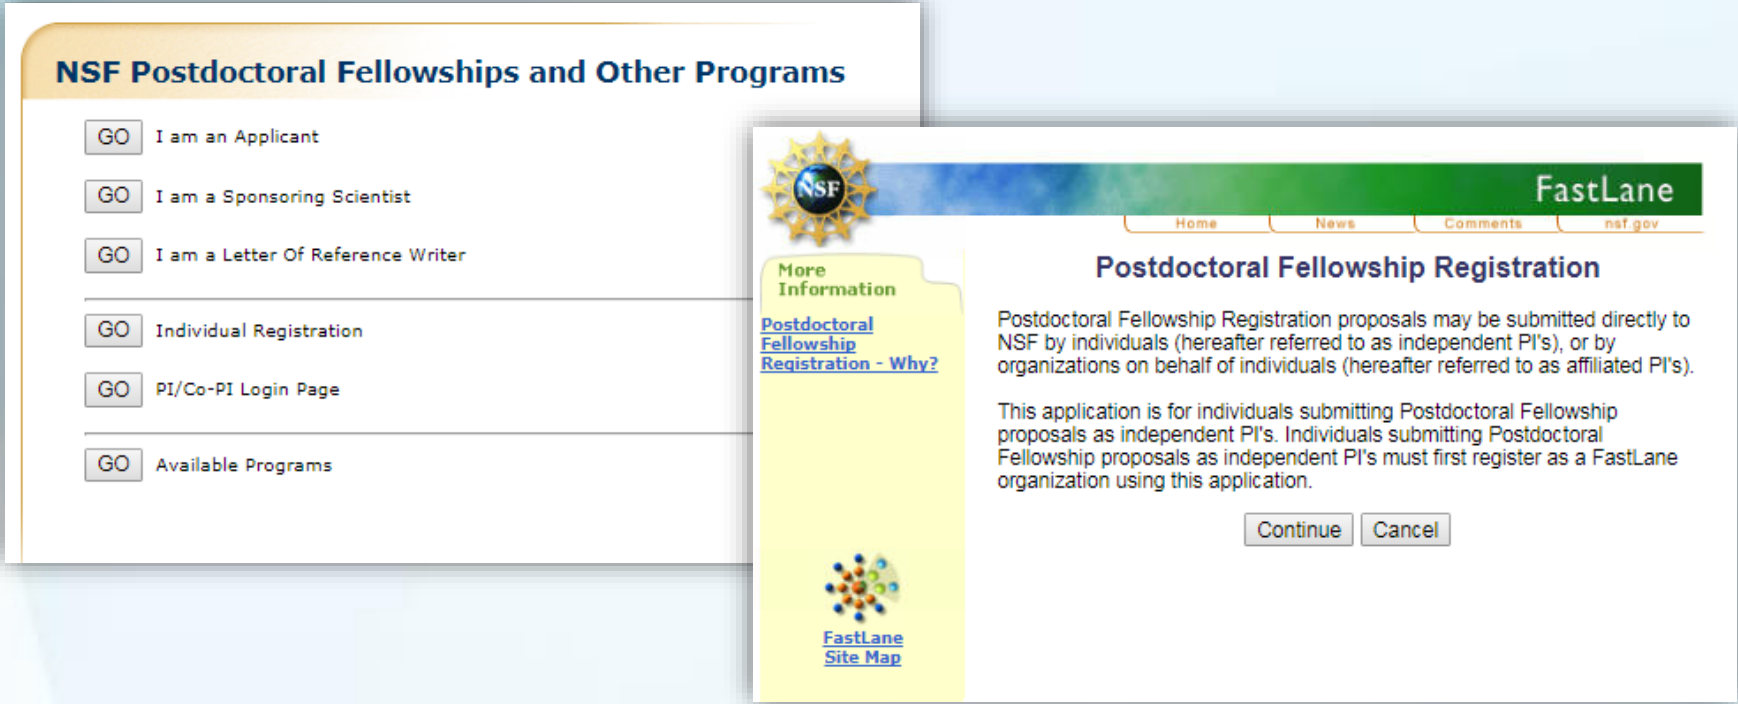 NSF Postdoctoral Fellowships and Other Programs
GO I am an Applicant
GO I am a Sponsoring Scientist
GO I am a Letter Of Reference Writer
GO Individual Registration
GO PI/Co-PI Login Page
GO Available Programs
NSF
FastLane
Home News Comments nsf.gov
More
Information
Postdoctoral
Fellowship
Registration - Why?
FastLane
Site Map
Postdoctoral Fellowship Registration
Postdoctoral Fellowship Registration proposals may be submitted directly to
NSF by individuals (hereafter referred to as independent PI's), or by
organizations on behalf of individuals (hereafter referred to as affiliated PI's).
This application is for individuals submitting Postdoctoral Fellowship
proposals as independent PI's. Individuals submitting Postdoctoral
Fellowship proposals as independent PI's must first register as a FastLane
organization using this application.
Continue Cancel